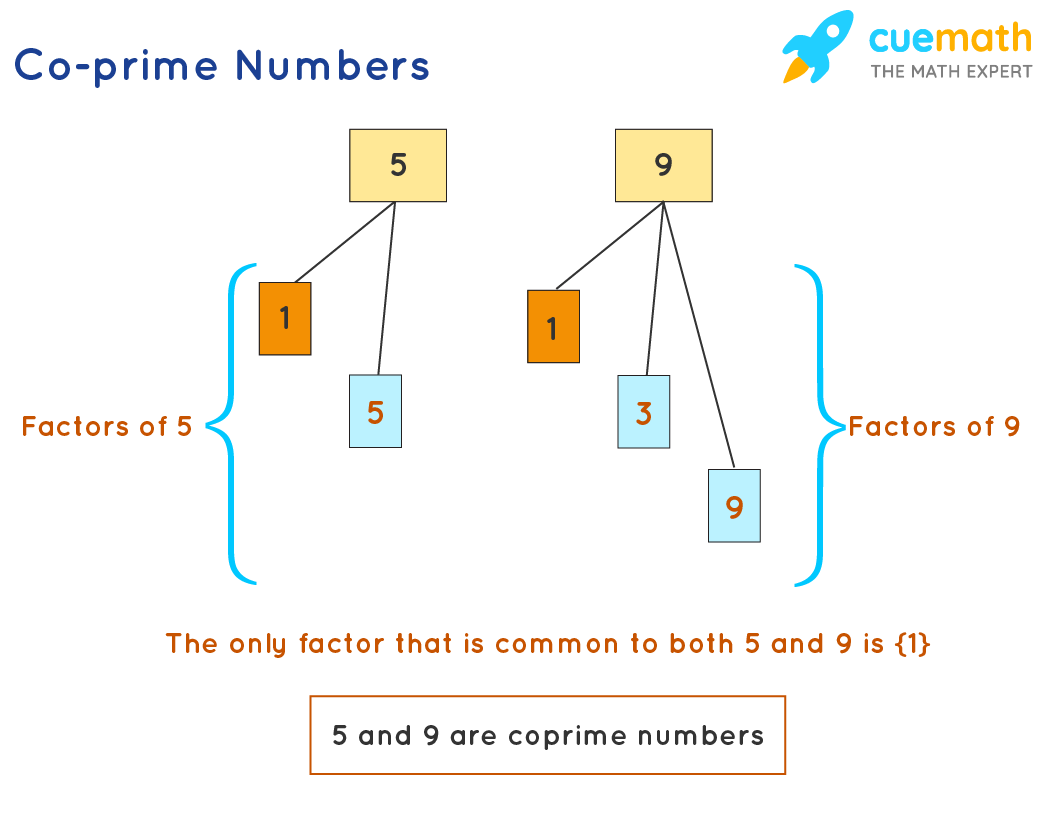 Co-prime Numbers
cuemath
THE MATH EXPERT
5
9
1
1
5
3
Factors of 5
Factors of 9
9
The only factor that is common to both 5 and 9 is {1}
5 and 9 are coprime numbers